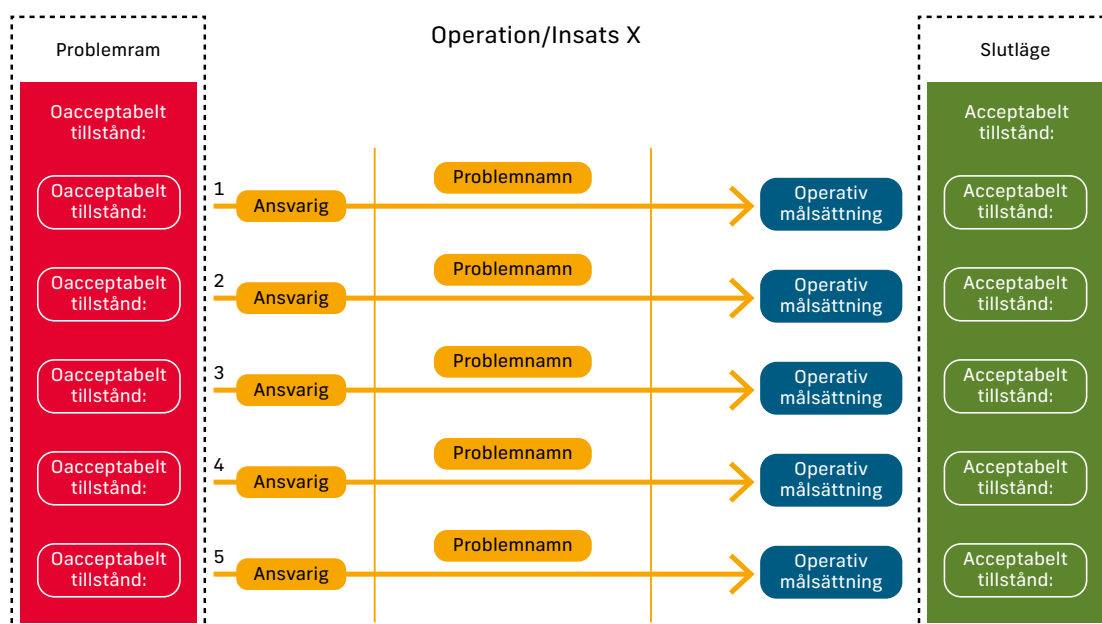 Operation/Insats X
Problemram
Slutläge
Oacceptabelt
tillstånd:
Acceptabelt
tillstånd:
Oacceptabelt
tillstånd:
1
Ansvarig
Problemnamn
Operativ
målsättning
Acceptabelt
tillstånd:
Oacceptabelt
tillstånd:
2
Ansvarig
Problemnamn
Operativ
målsättning
Acceptabelt
tillstånd:
Oacceptabelt
tillstånd:
3
Ansvarig
Problemnamn
Operativ
målsättning
Acceptabelt
tillstånd:
Oacceptabelt
tillstånd:
4
Ansvarig
Problemnamn
Operativ
målsättning
Acceptabelt
tillstånd:
Oacceptabelt
tillstånd:
5
Ansvarig
Problemnamn
Operativ
målsättning
Acceptabelt
tillstånd: